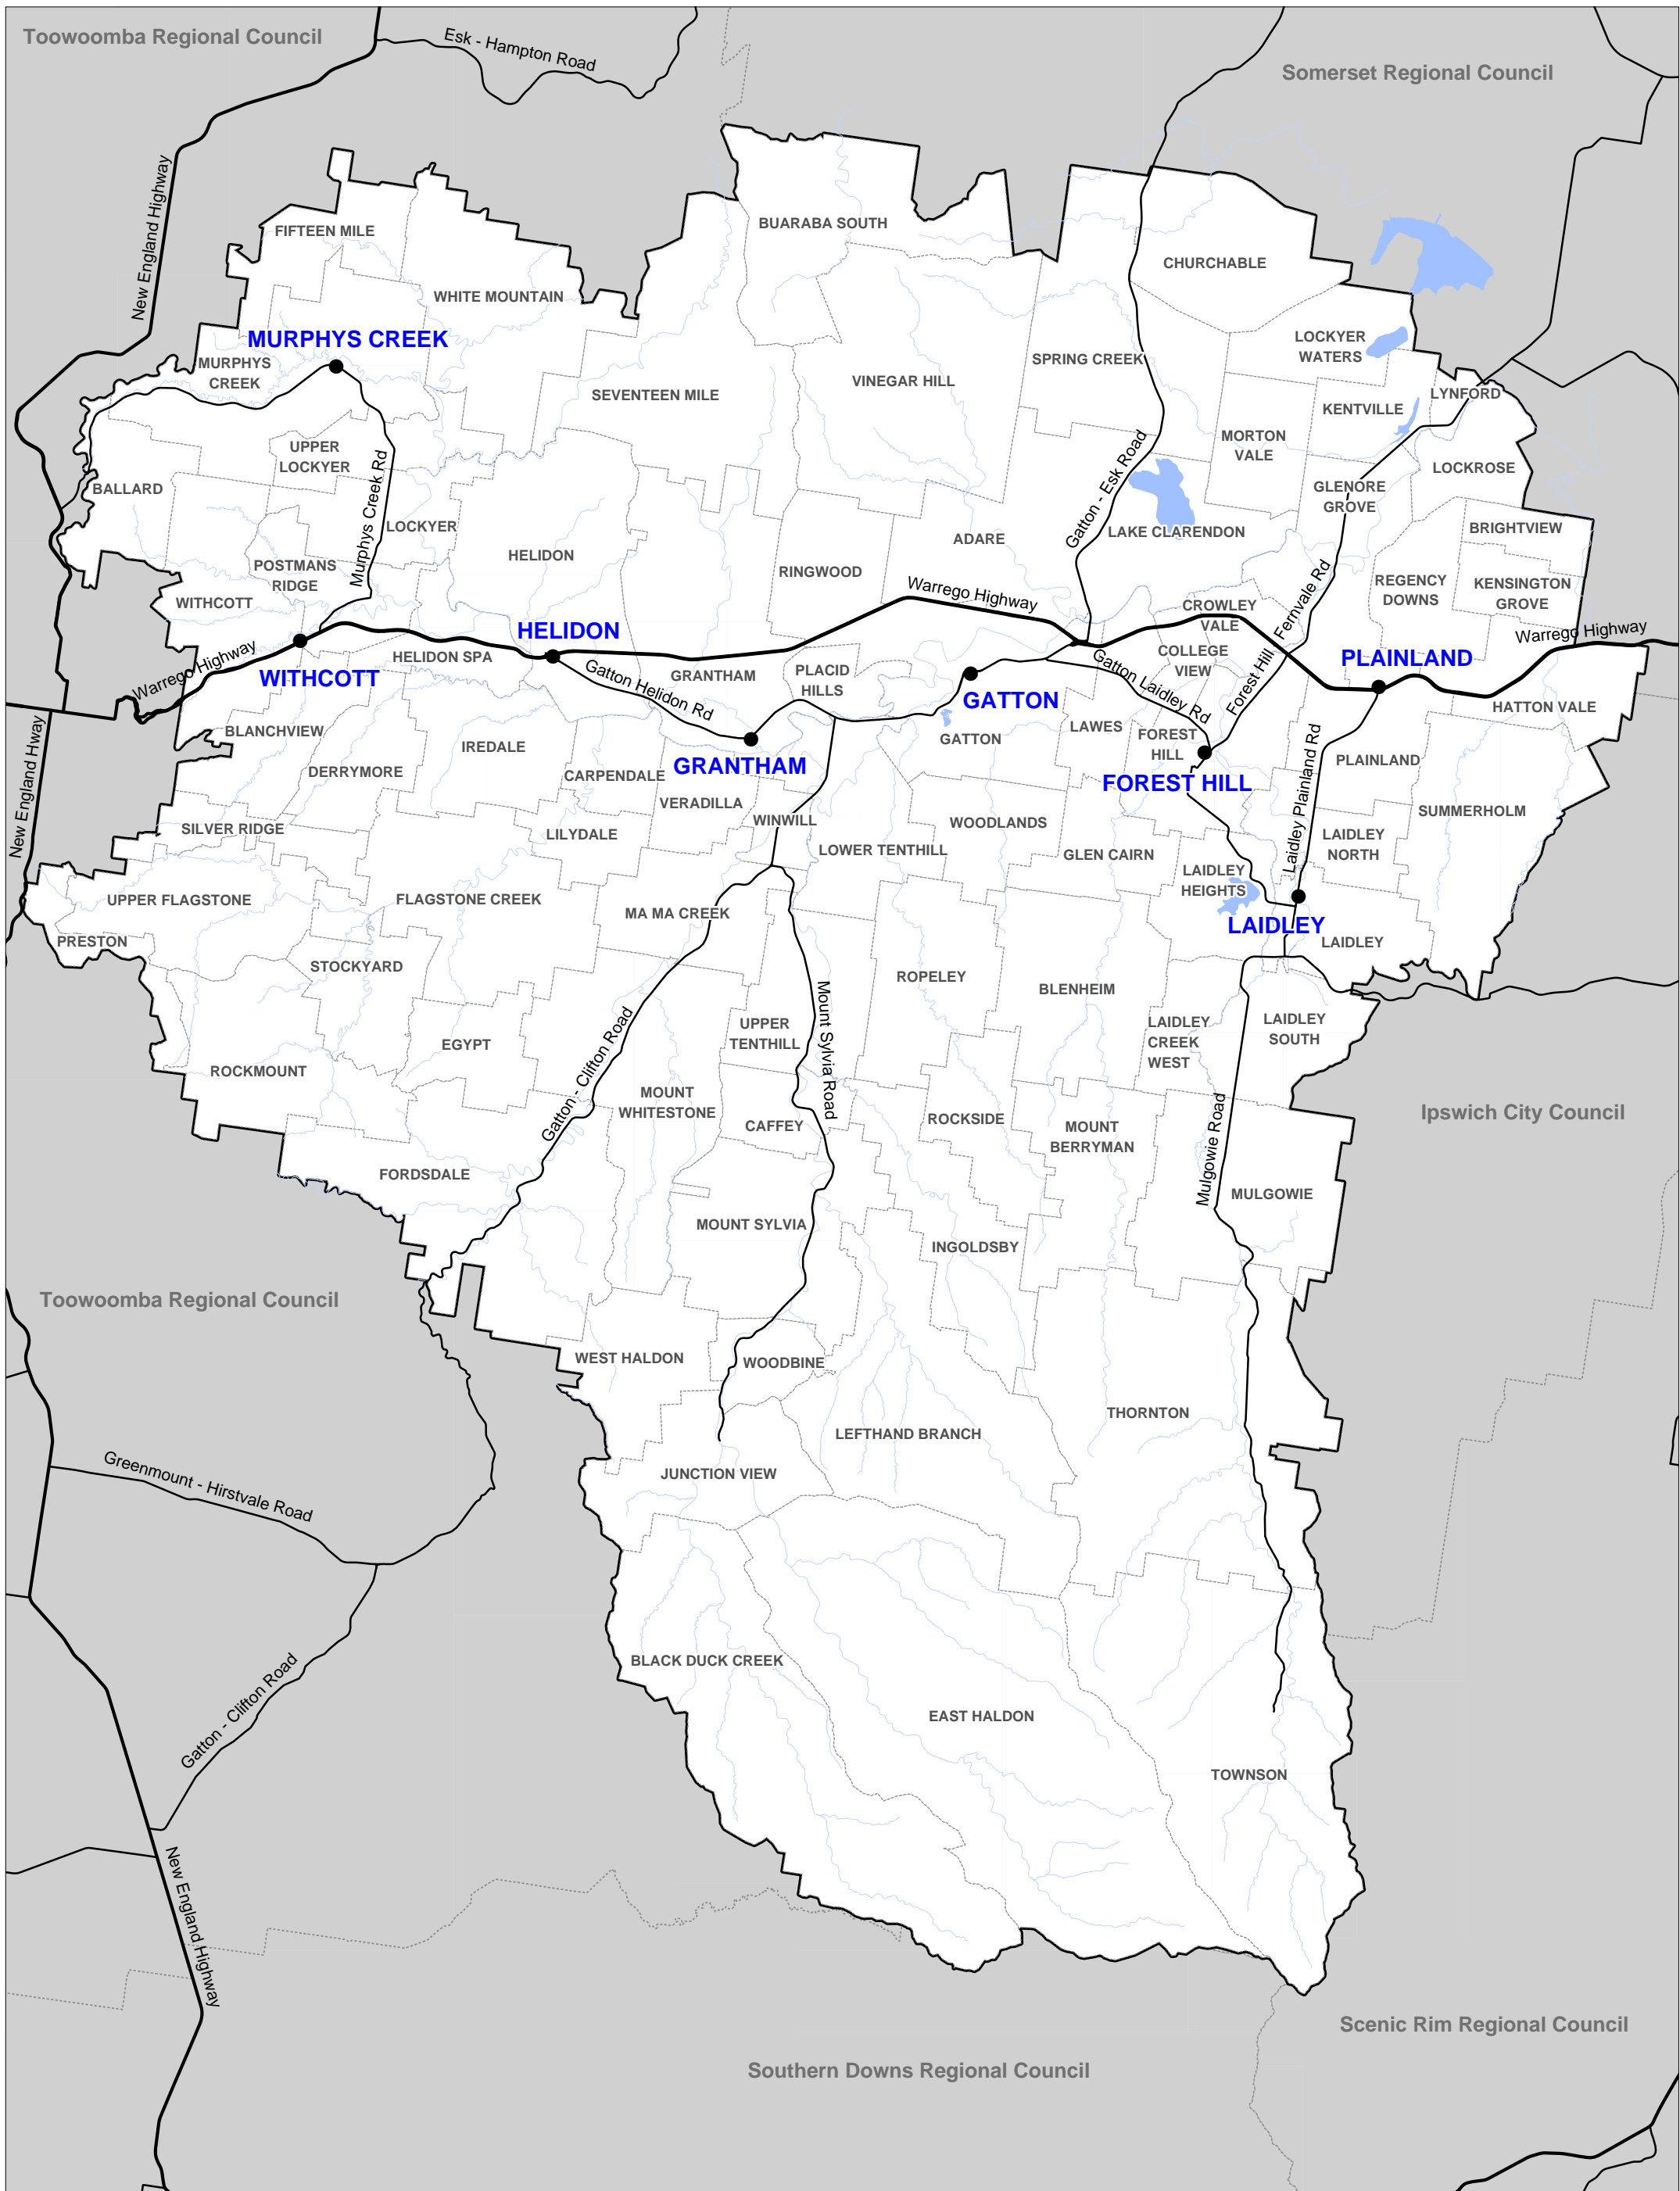 Toowoomba Regional Council
Esk - Hampton Road
Somerset Regional Council
New England Highway
BUARABA SOUTH
FIFTEEN MILE
CHURCHABLE
WHITE MOUNTAIN
MURPHYS CREEK
LOCKYER
WATERS
MURPHYS
CREEK
SPRING CREEK
VINEGAR HILL
SEVENTEEN MILE
LYNFORD
KENTVILLE
UPPER
LOCKYER
MORTON
VALE
LOCKROSE
BALLARD
Murphys Creek Rd
Gatton - Esk Road
GLENORE
GROVE
LOCKYER
BRIGHTVIEW
LAKE CLARENDON
ADARE
HELIDON
POSTMANS
RIDGE
RINGWOOD
REGENCY
DOWNS
KENSINGTON
GROVE
WITHCOTT
Warrego Highway
CROWLEY
VALE
Forest Hill Fernvale Rd
Warrego Highway
HELIDON
Warrego Highway
WITHCOTT
HELIDON SPA
Gatton Helidon Rd
GRANTHAM
PLACID
HILLS
COLLEGE
VIEW
Gatton Laidley Rd
PLAINLAND
GATTON
HATTON VALE
BLANCHVIEW
IREDALE
GATTON
LAWES
FOREST
HILL
New England Hway
DERRYMORE
CARPENDALE
GRANTHAM
FOREST HILL
Laidley Plainland Rd
PLAINLAND
VERADILLA
SUMMERHOLM
SILVER RIDGE
LILYDALE
WINWILL
WOODLANDS
LAIDLEY
NORTH
LOWER TENTHILL
GLEN CAIRN
LAIDLEY
HEIGHTS
UPPER FLAGSTONE
FLAGSTONE CREEK
MA MA CREEK
LAIDLEY
PRESTON
LAIDLEY
STOCKYARD
ROPELEY
BLENHEIM
Mount Sylvia Road
UPPER
TENTHILL
LAIDLEY
CREEK
WEST
LAIDLEY
SOUTH
EGYPT
ROCKMOUNT
Gatton - Clifton Road
MOUNT
WHITESTONE
ROCKSIDE
Ipswich City Council
CAFFEY
MOUNT
BERRYMAN
Mulgowie Road
FORDSDALE
MULGOWIE
MOUNT SYLVIA
INGOLDSBY
Toowoomba Regional Council
WEST HALDON
WOODBINE
THORNTON
LEFTHAND BRANCH
JUNCTION VIEW
Greenmount - Hirstvale Road
BLACK DUCK CREEK
Gatton - Clifton Road
EAST HALDON
TOWNSON
New England Highway
Scenic Rim Regional Council
Southern Downs Regional Council